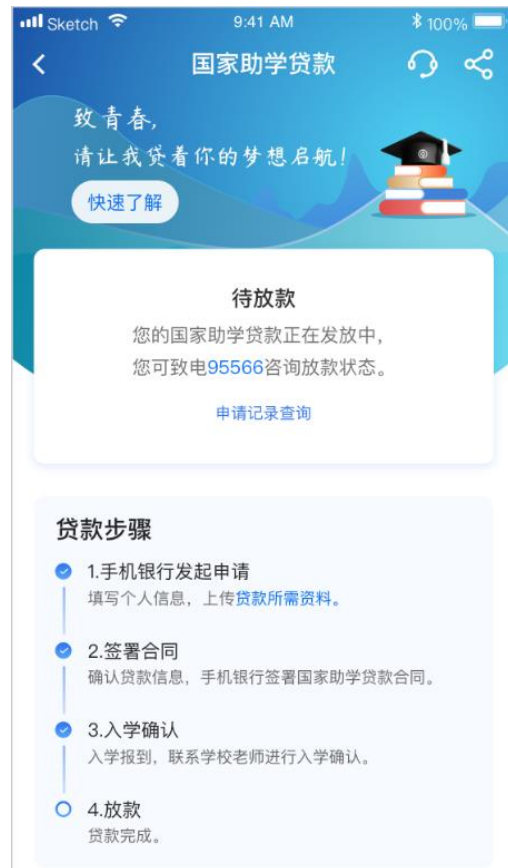 Sketch 9:41 AM 100%
国家助学贷款
致青春，
请让我贷着你的梦想启航！
快速了解
待放款
您的国家助学贷款正在发放中，
您可致电95566咨询放款状态。
申请记录查询
贷款步骤
1.手机银行发起申请
填写个人信息，上传贷款所需资料。
2.签署合同
确认贷款信息，手机银行签署国家助学贷款合同。
3.入学确认
入学报到，联系学校老师进行入学确认。
4.放款
贷款完成。